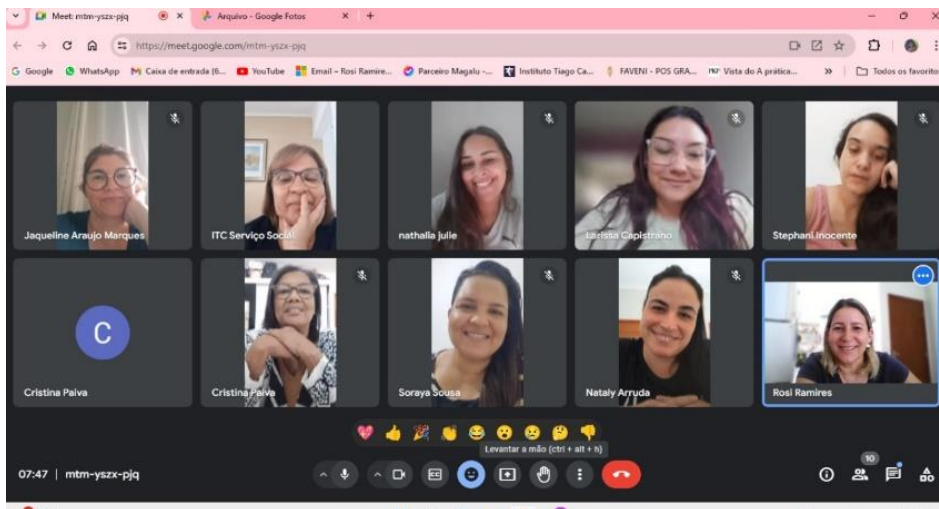 Meet: mtm-yszx-pjq
Arquivo - Google Fotos
https://meet.google.com/mtm-yszx-pjq
Google WhatsApp Caixa de entrada (6... YouTube Email – Rosi Ramire... Parceiro Magalu -... Instituto Tiago Ca... FAVENI - POS GRA... Vista do A prática... » Todos os favoritos
Jaqueline Araujo Marques
ITC Serviço Social
nathalia julie
Larissa Capistrano
Stephani Inocente
C
Cristina Paiva
Cristina Paiva
Soraya Sousa
Nataly Arruda
Rosi Ramires
Levantar a mão (ctrl + alt + h)
07:47 | mtm-yszx-pjq
10